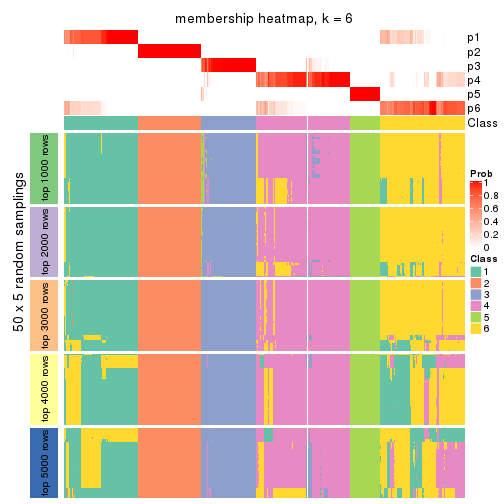 membership heatmap, k = 6
p1
p2
p3
p4
p5
p6
Class
50 x 5 random samplings
top 1000 rows
top 2000 rows
top 3000 rows
top 4000 rows
top 5000 rows
Prob
1
0.8
0.6
0.4
0.2
0
Class
1
2
3
4
5
6